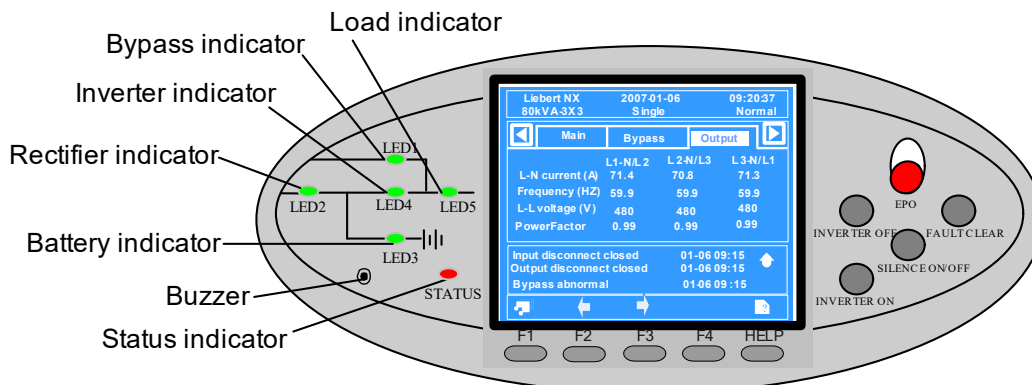 Load indicator
Bypass indicator
Inverter indicator
Rectifier indicator
Battery indicator
Buzzer
Status indicator
LED1
LED2
LED4
LED5
LED3
STATUS
Liebert NX 2007-01-06 09:20:37
80kVA-3X3 Single Normal
Main Bypass Output
L1-N/L2 L2-N/L3 L3-N/L1
L-N current (A) 71.4 70.8 71.3
Frequency (HZ) 59.9 59.9 59.9
L-L voltage (V) 480 480 480
PowerFactor 0.99 0.99 0.99
Input disconnect closed 01-06 09:15
Output disconnect closed 01-06 09:15
Bypass abnormal 01-06 09:15
?
F1 F2 F3 F4 HELP
EPO
INVERTER OFF FAULT CLEAR
SILENCE ON/OFF
INVERTER ON